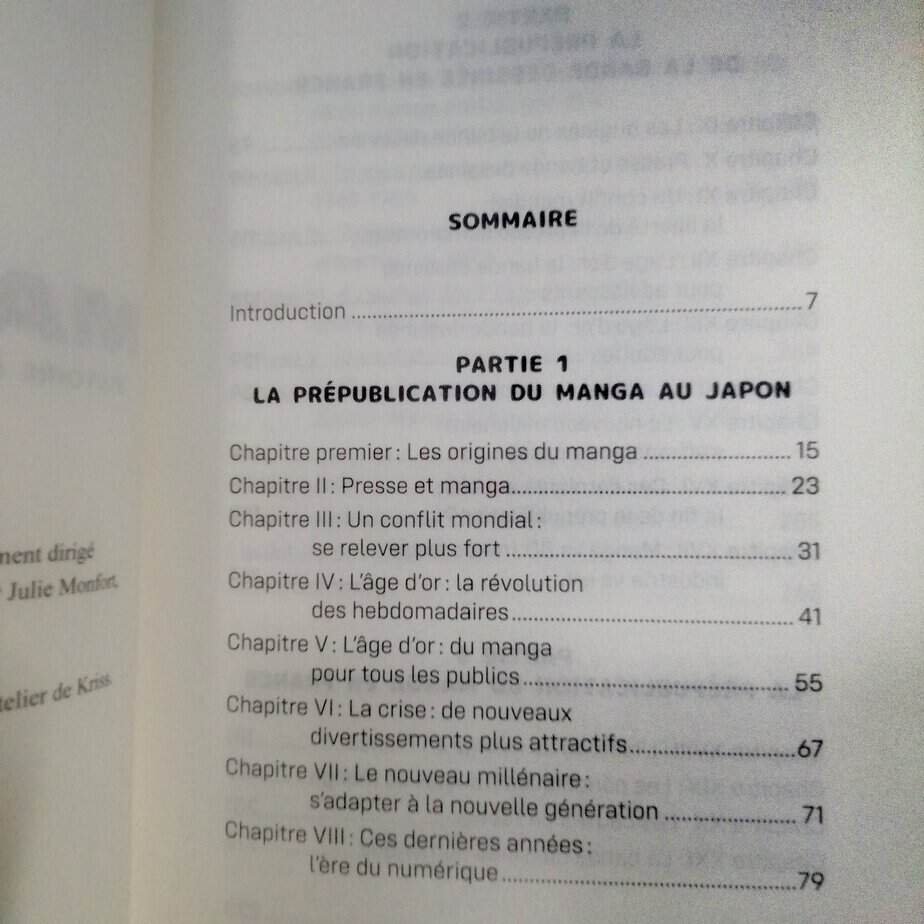 SOMMAIRE
Introduction ........ 7
PARTIE 1
LA PRÉPUBLICATION DU MANGA AU JAPON
Chapitre premier : Les origines du manga ........ 15
Chapitre II : Presse et manga ........ 23
Chapitre III : Un conflit mondial :
se relever plus fort ........ 31
Chapitre IV : L'âge d'or : la révolution
des hebdomadaires ........ 41
Chapitre V : L'âge d'or : du manga
pour tous les publics ........ 55
Chapitre VI : La crise : de nouveaux
divertissements plus attractifs ........ 67
Chapitre VII : Le nouveau millénaire :
s'adapter à la nouvelle génération ........ 71
Chapitre VIII : Ces dernières années :
l'ère du numérique ........ 79
dirigé
Julie Monfort,
de Kriss